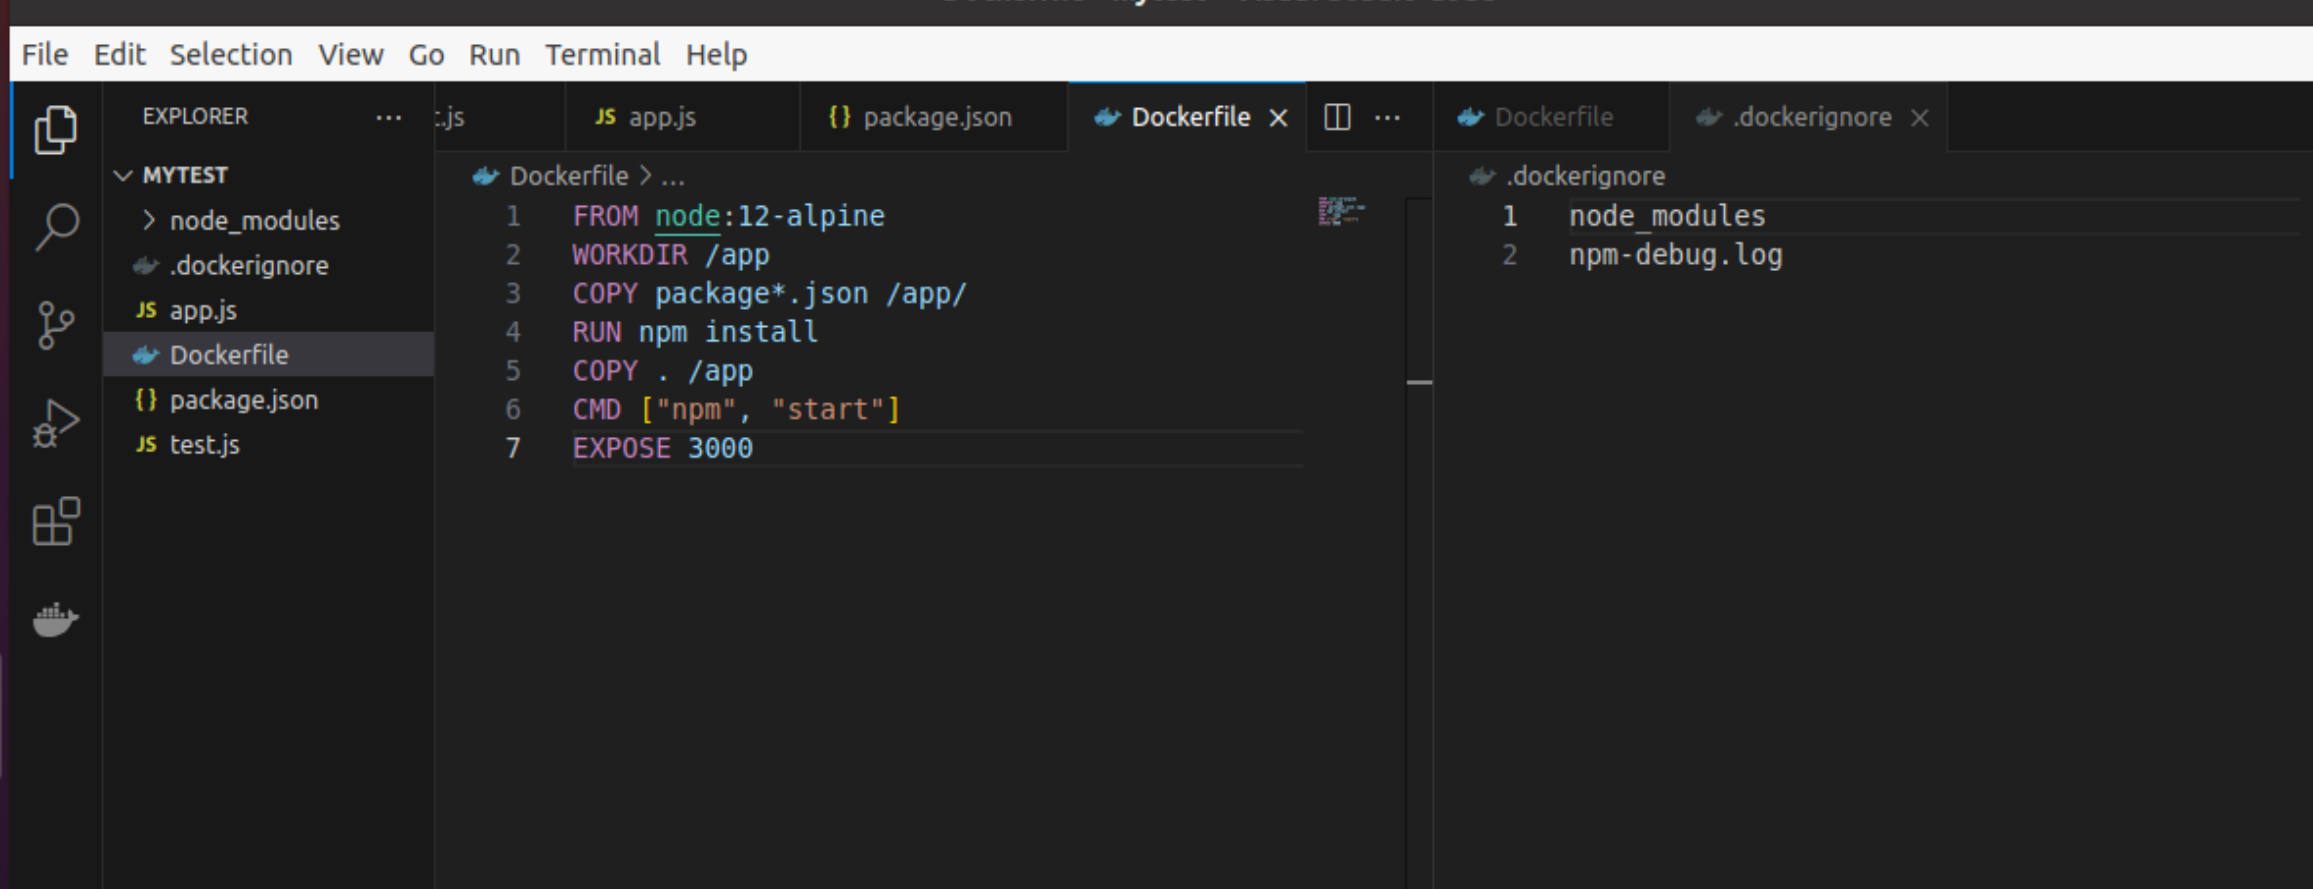 File Edit Selection View Go Run Terminal Help
EXPLORER
MYTEST
node_modules
.dockerignore
JS app.js
Dockerfile
{} package.json
JS test.js
.js JS app.js {} package.json Dockerfile
Dockerfile > ...
1 FROM node:12-alpine
2 WORKDIR /app
3 COPY package*.json /app/
4 RUN npm install
5 COPY . /app
6 CMD ["npm", "start"]
7 EXPOSE 3000
Dockerfile .dockerignore
.dockerignore
1 node_modules
2 npm-debug.log